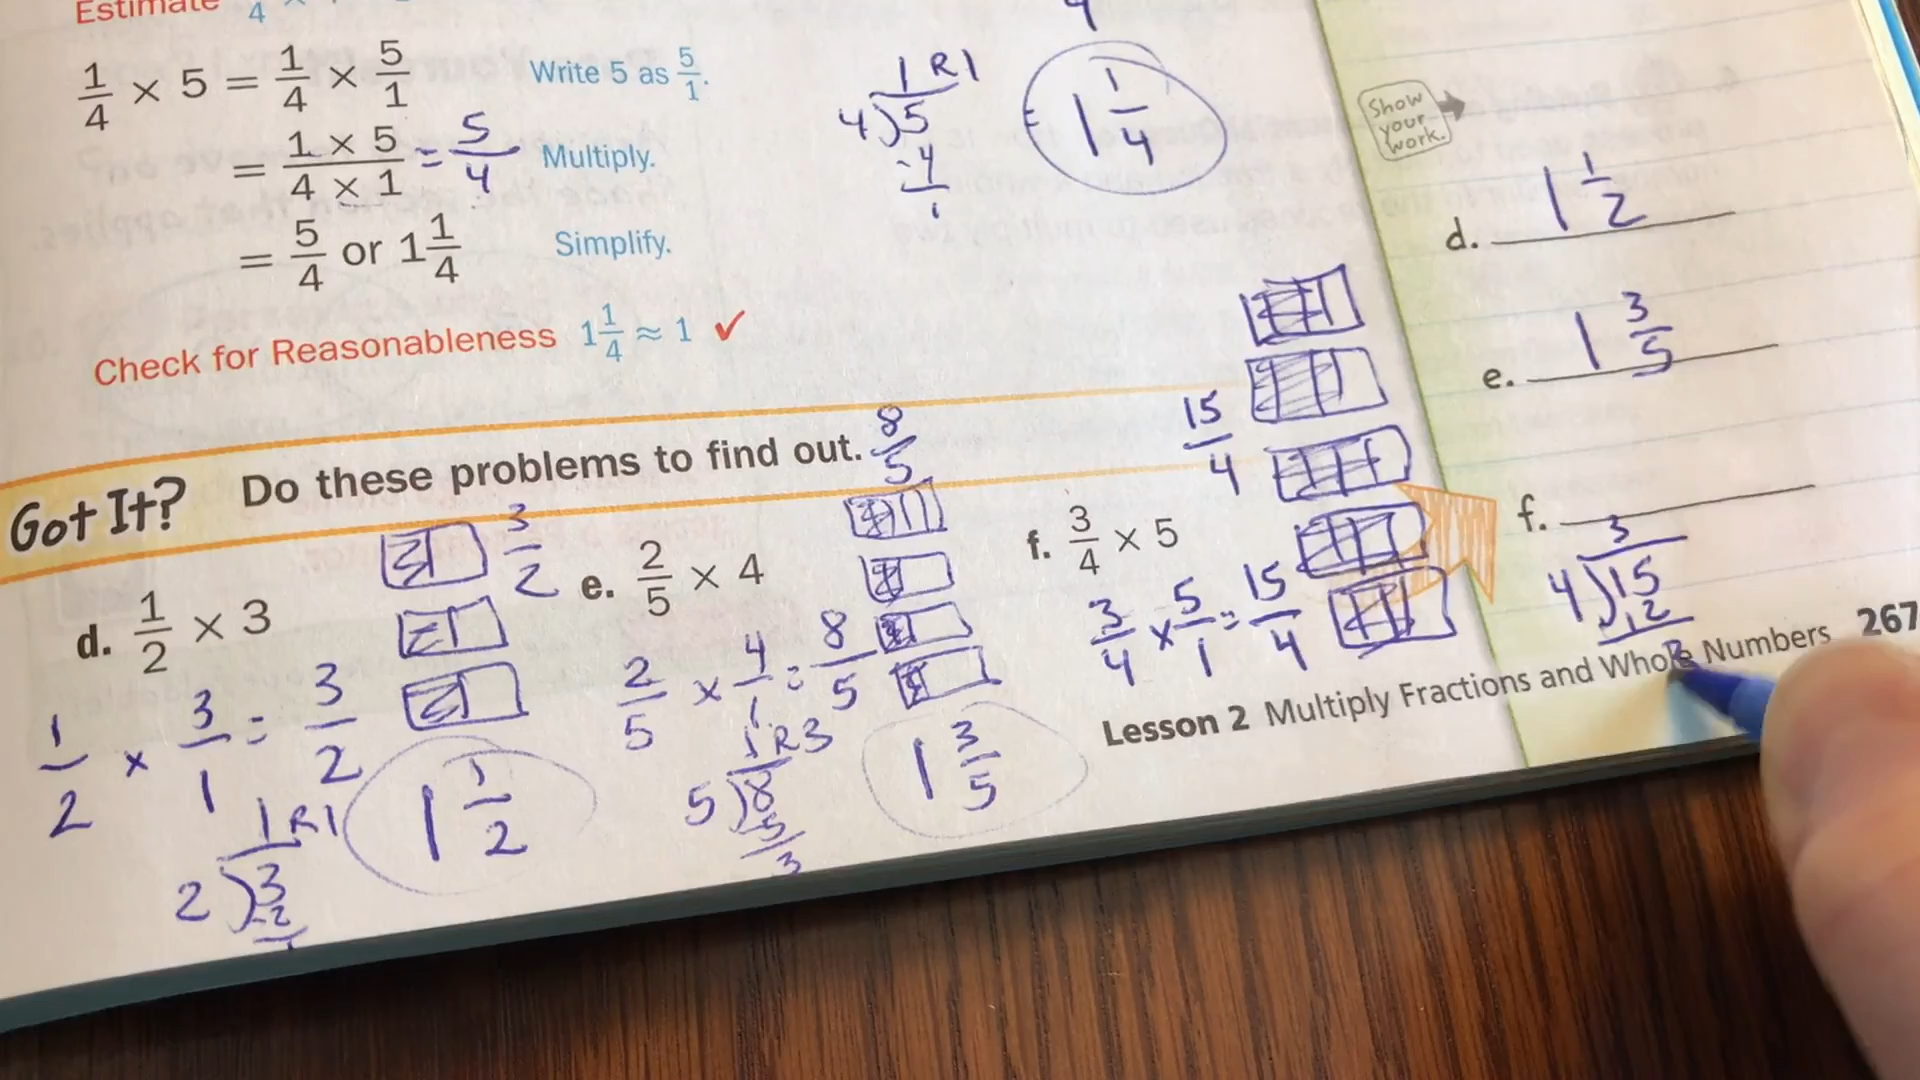 Estimate
1/4 × 5 = 1/4 × 5/1 Write 5 as 5/1.
= 1 × 5 / 4 × 1 = 5/4 Multiply.
= 5/4 or 1 1/4 Simplify.
Check for Reasonableness 1 1/4 ≈ 1 ✓
1 R1
4)5
-4
1
= 1 1/4
Show your work.
d. 1 1/2
e. 1 3/5
f.
3
4)15
12
3
Got It? Do these problems to find out.
d. 1/2 × 3
3/2
1/2 × 3/1 = 3/2
1 R1
2)3
-2
1
1 1/2
e. 2/5 × 4
8/5
2/5 × 4/1 = 8/5
1 R3
5)8
5
3
1 3/5
f. 3/4 × 5
15/4
3/4 × 5/1 = 15/4
Lesson 2 Multiply Fractions and Whole Numbers 267